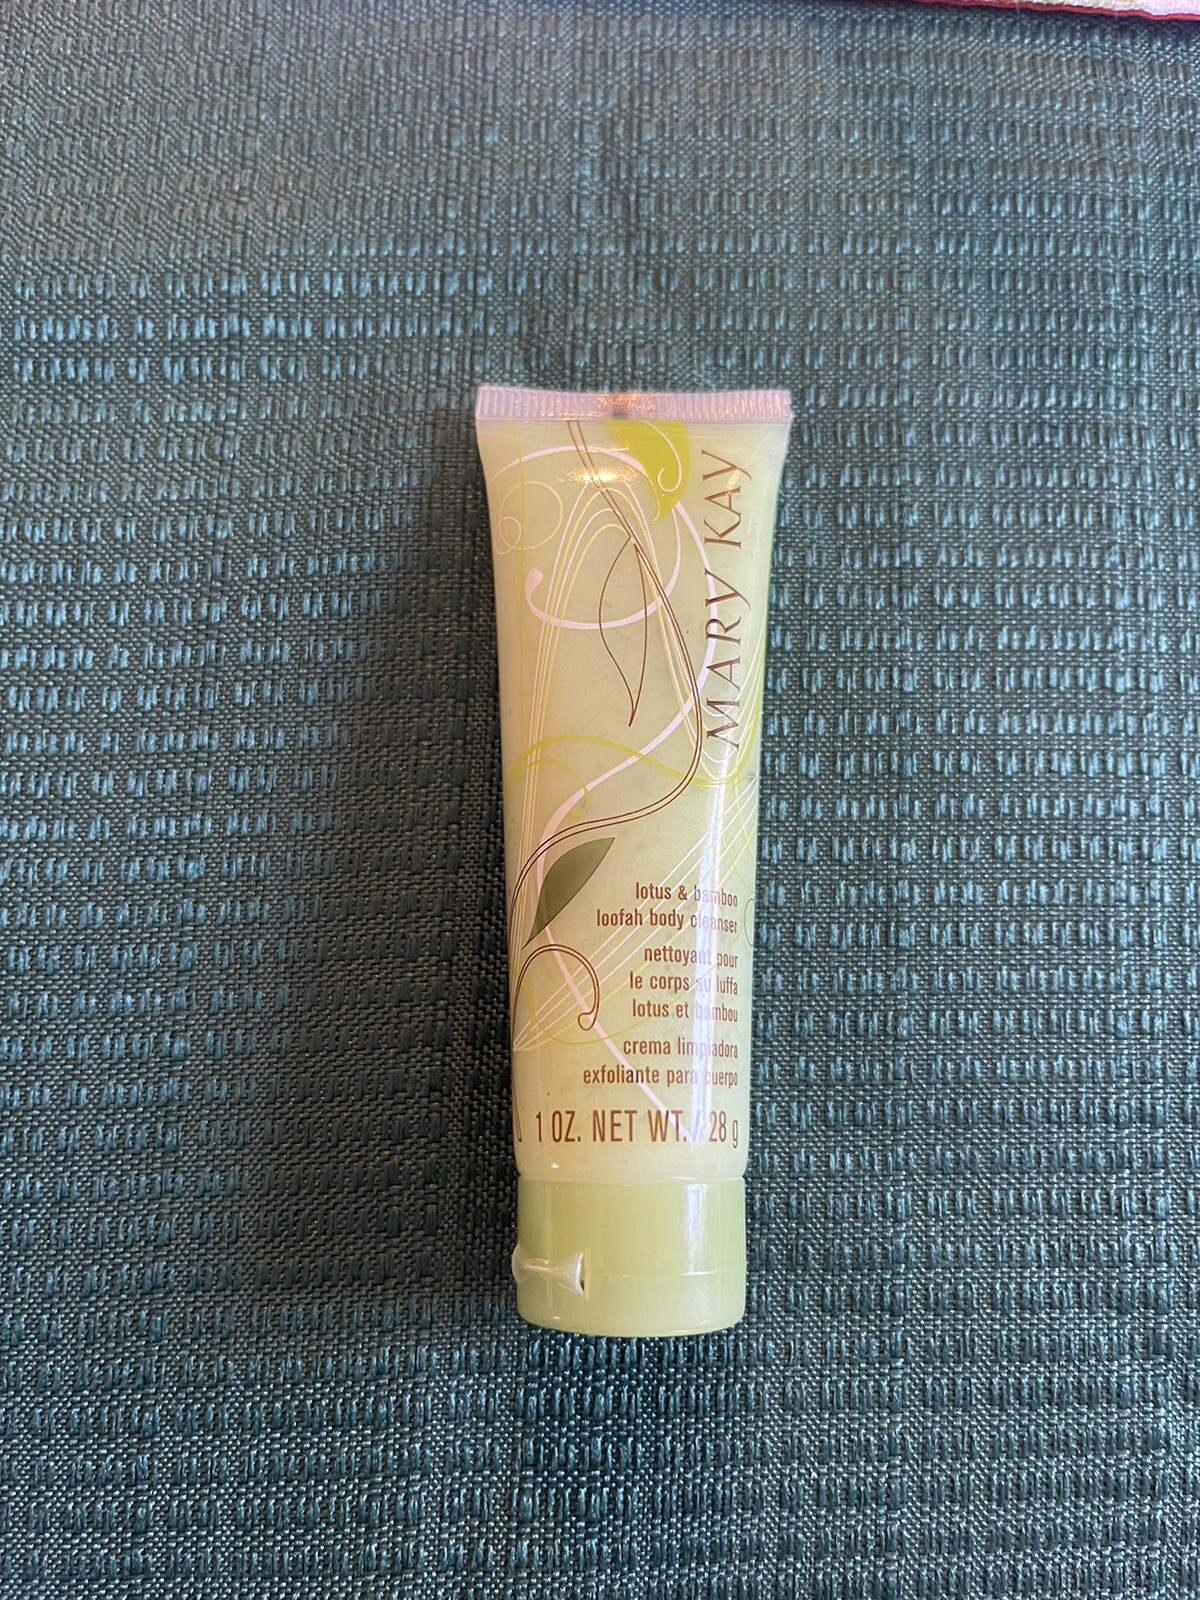 MARY KAY
lotus & bamboo
loofah body cleanser
nettoyant pour
le corps au luffa
lotus et bambou
crema limpiadora
exfoliante para cuerpo
1 OZ. NET WT. / 28 g